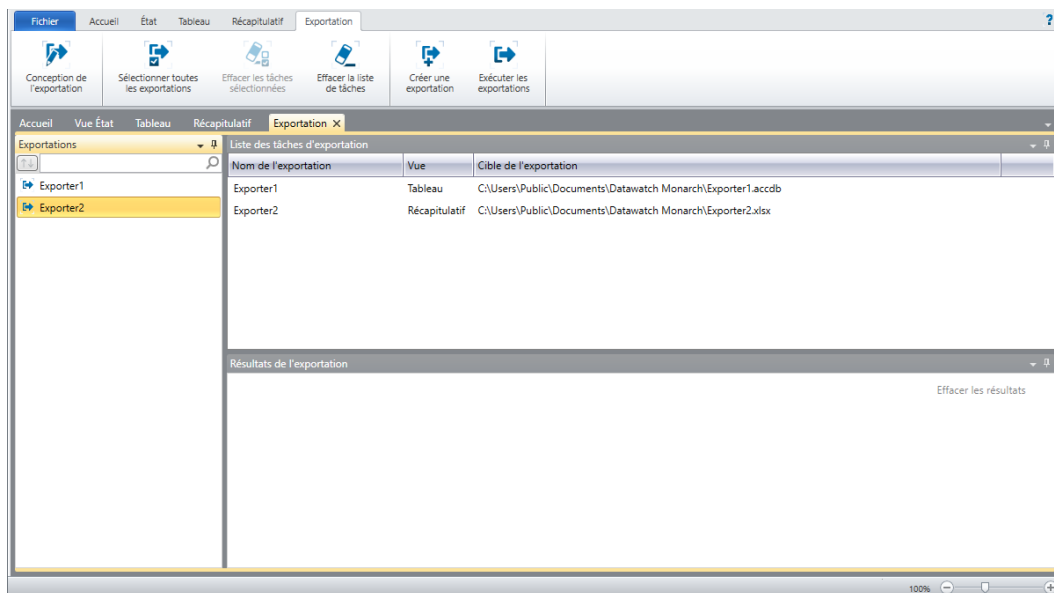 Fichier Accueil État Tableau Récapitulatif Exportation ?
Conception de l'exportation
Sélectionner toutes les exportations
Effacer les tâches sélectionnées
Effacer la liste de tâches
Créer une exportation
Exécuter les exportations
Accueil Vue État Tableau Récapitulatif Exportation X
Exportations
Exporter1
Exporter2
Liste des tâches d'exportation
Nom de l'exportation Vue Cible de l'exportation
Exporter1 Tableau C:\Users\Public\Documents\Datawatch Monarch\Exporter1.accdb
Exporter2 Récapitulatif C:\Users\Public\Documents\Datawatch Monarch\Exporter2.xlsx
Résultats de l'exportation
Effacer les résultats
100%